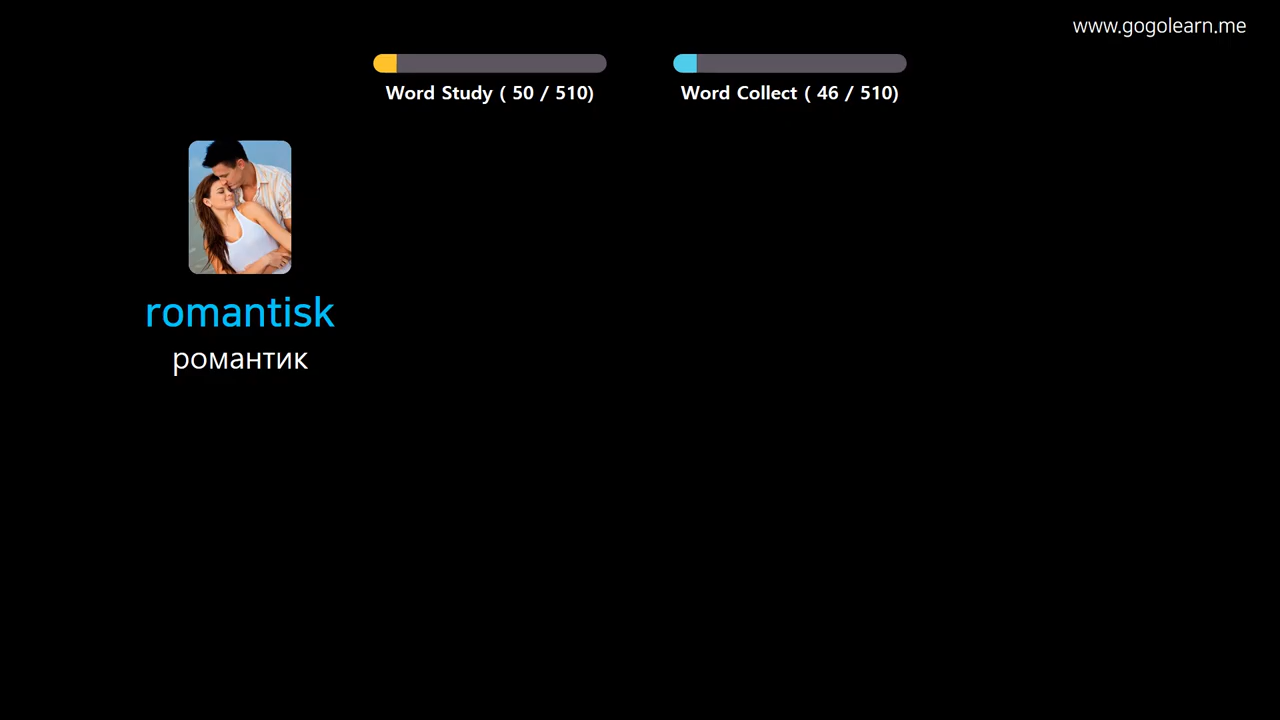 www.gogolearn.me
Word Study ( 50 / 510)
Word Collect ( 46 / 510)
romantisk
романтик